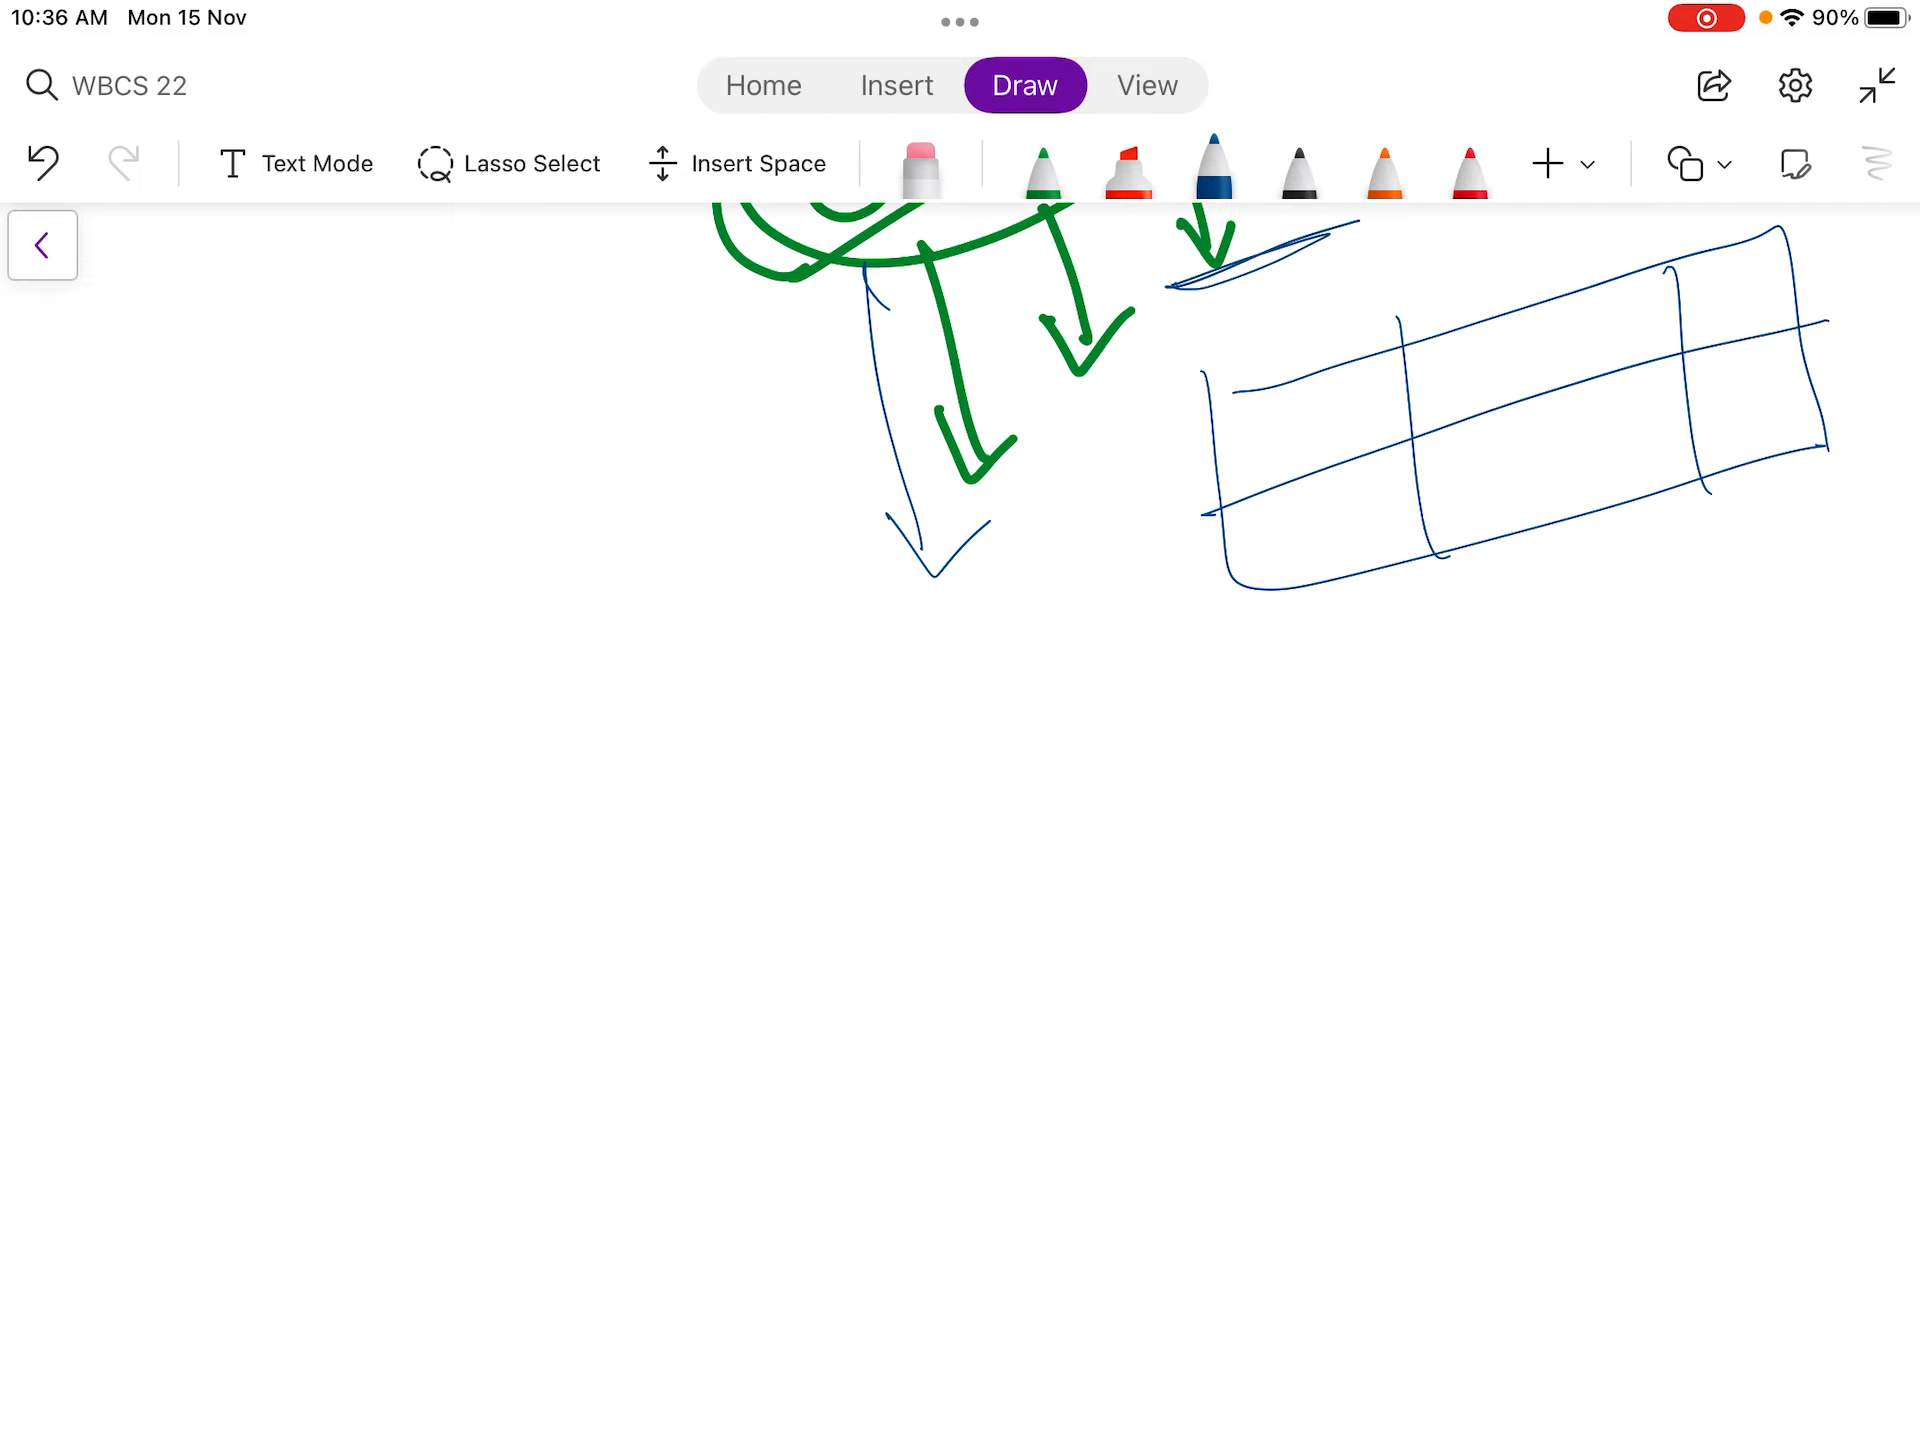 10:36 AM Mon 15 Nov 90%
WBCS 22 Home Insert Draw View
Text Mode Lasso Select Insert Space